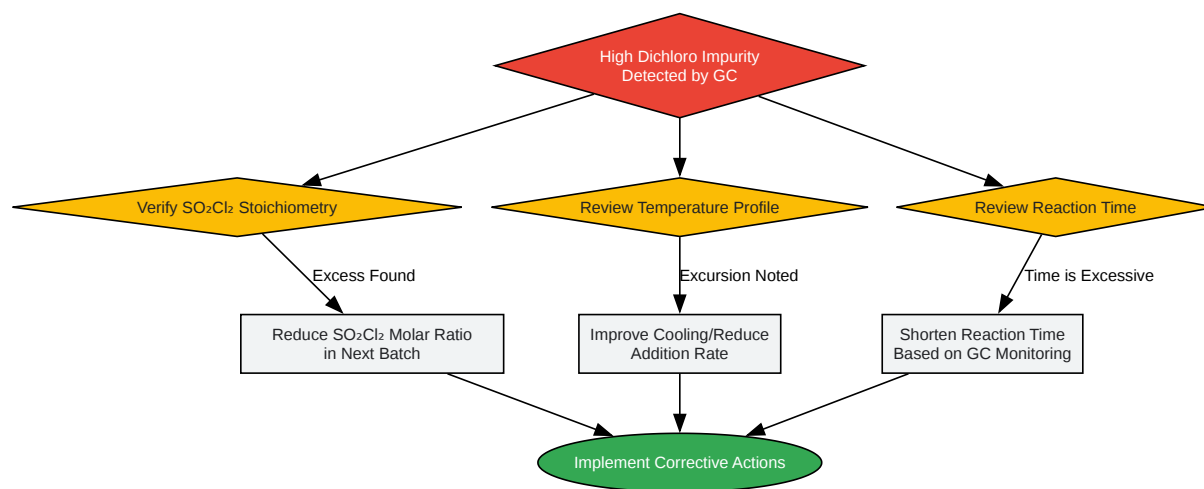 High Dichloro Impurity
Detected by GC
Verify SO₂Cl₂ Stoichiometry
Review Temperature Profile
Review Reaction Time
Excess Found
Excursion Noted
Time is Excessive
Reduce SO₂Cl₂ Molar Ratio
in Next Batch
Improve Cooling/Reduce
Addition Rate
Shorten Reaction Time
Based on GC Monitoring
Implement Corrective Actions